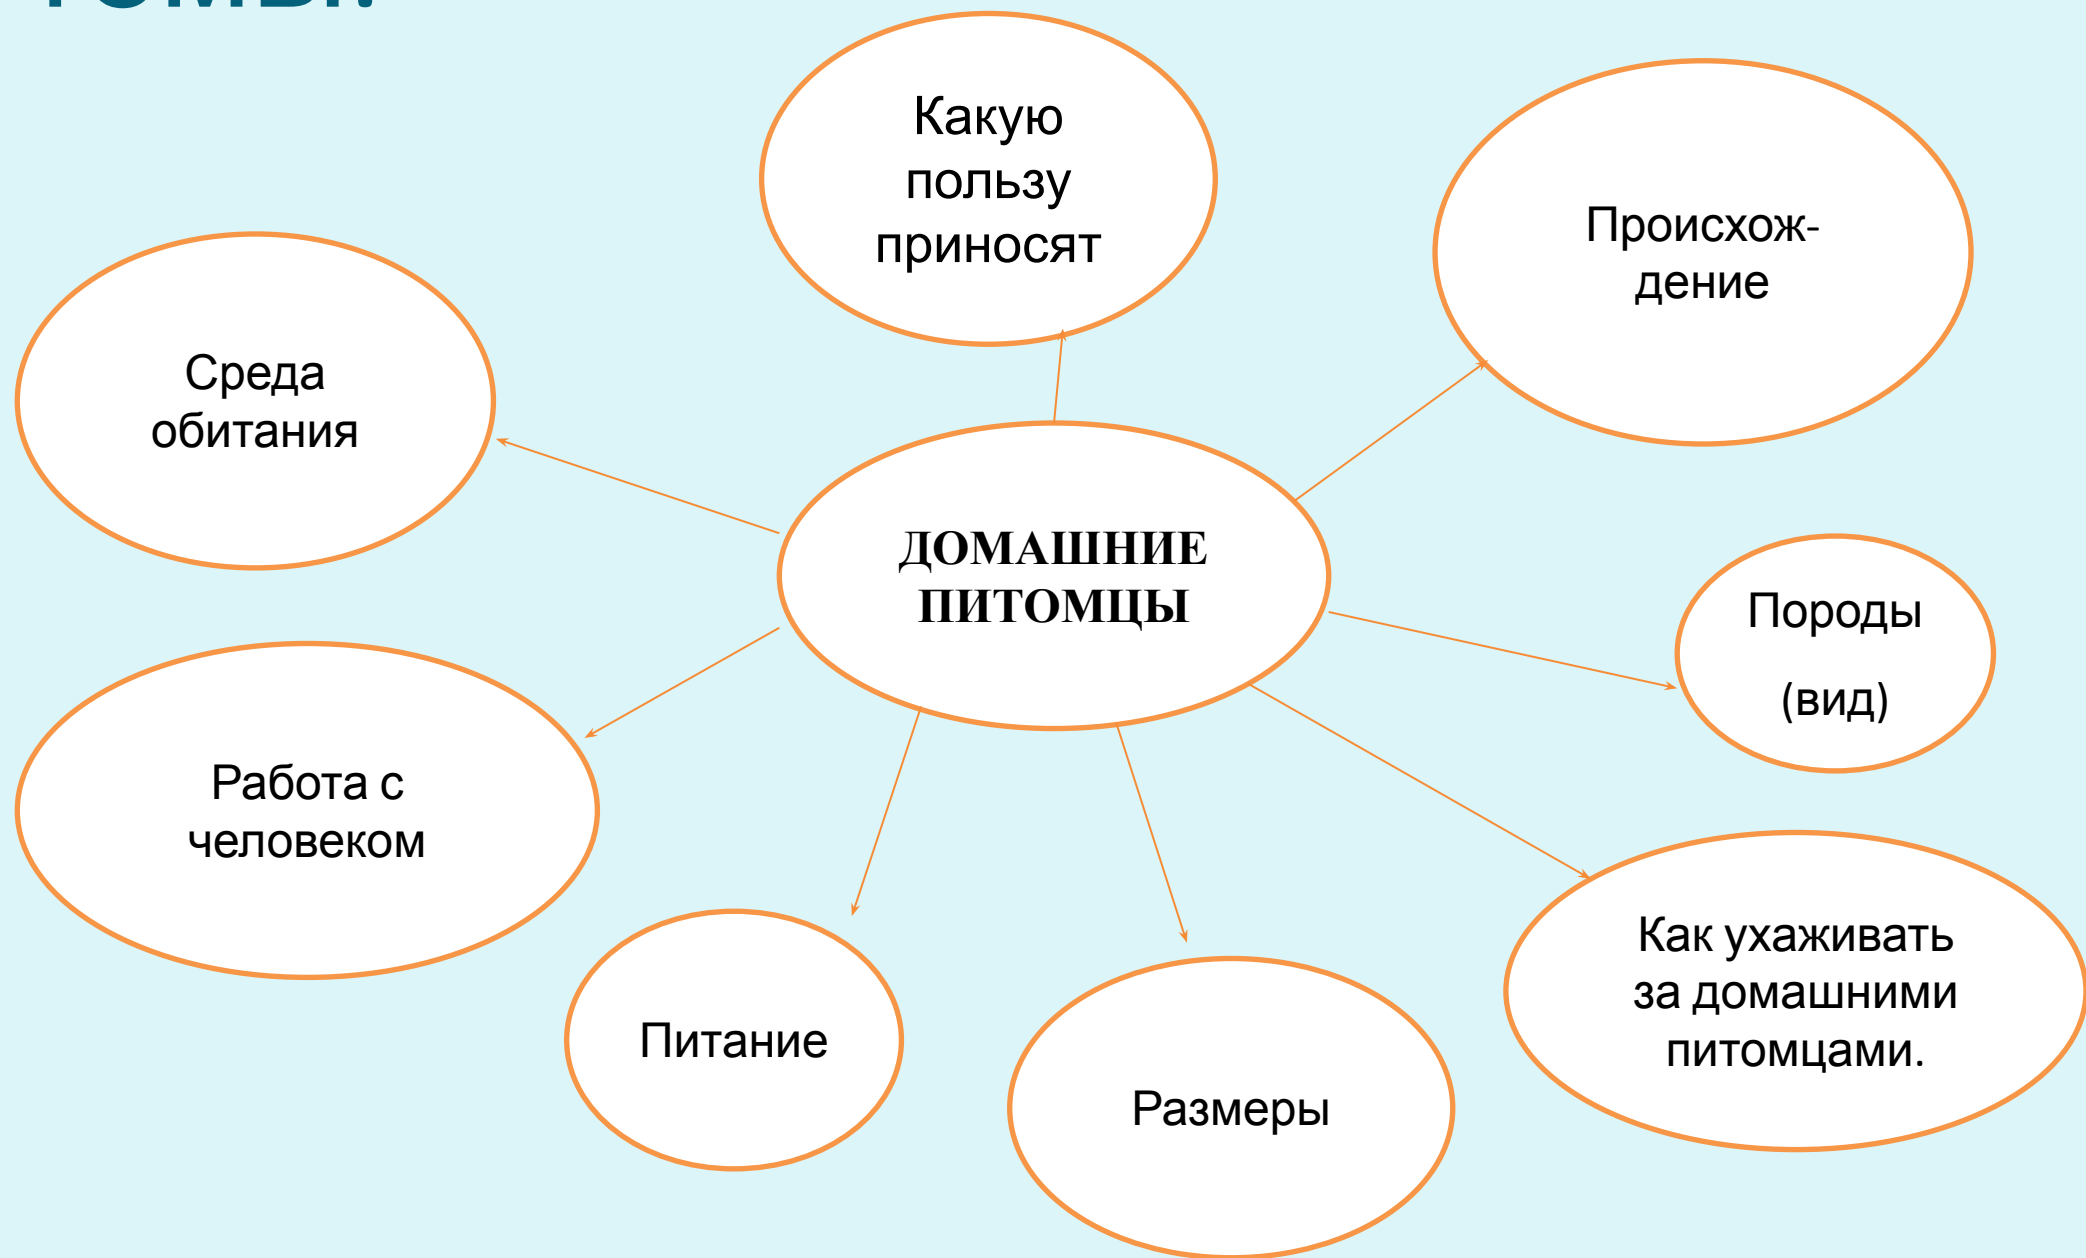 Какую
пользу
приносят
Происхож-
дение
Среда
обитания
ДОМАШНИЕ
ПИТОМЦЫ
Породы
(вид)
Работа с
человеком
Как ухаживать
за домашними
питомцами.
Питание
Размеры